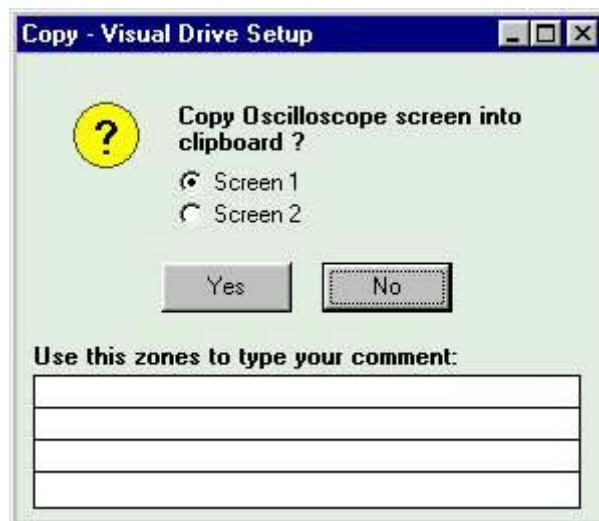 Copy - Visual Drive Setup
?
Copy Oscilloscope screen into
clipboard ?
Screen 1
Screen 2
Yes
No
Use this zones to type your comment: